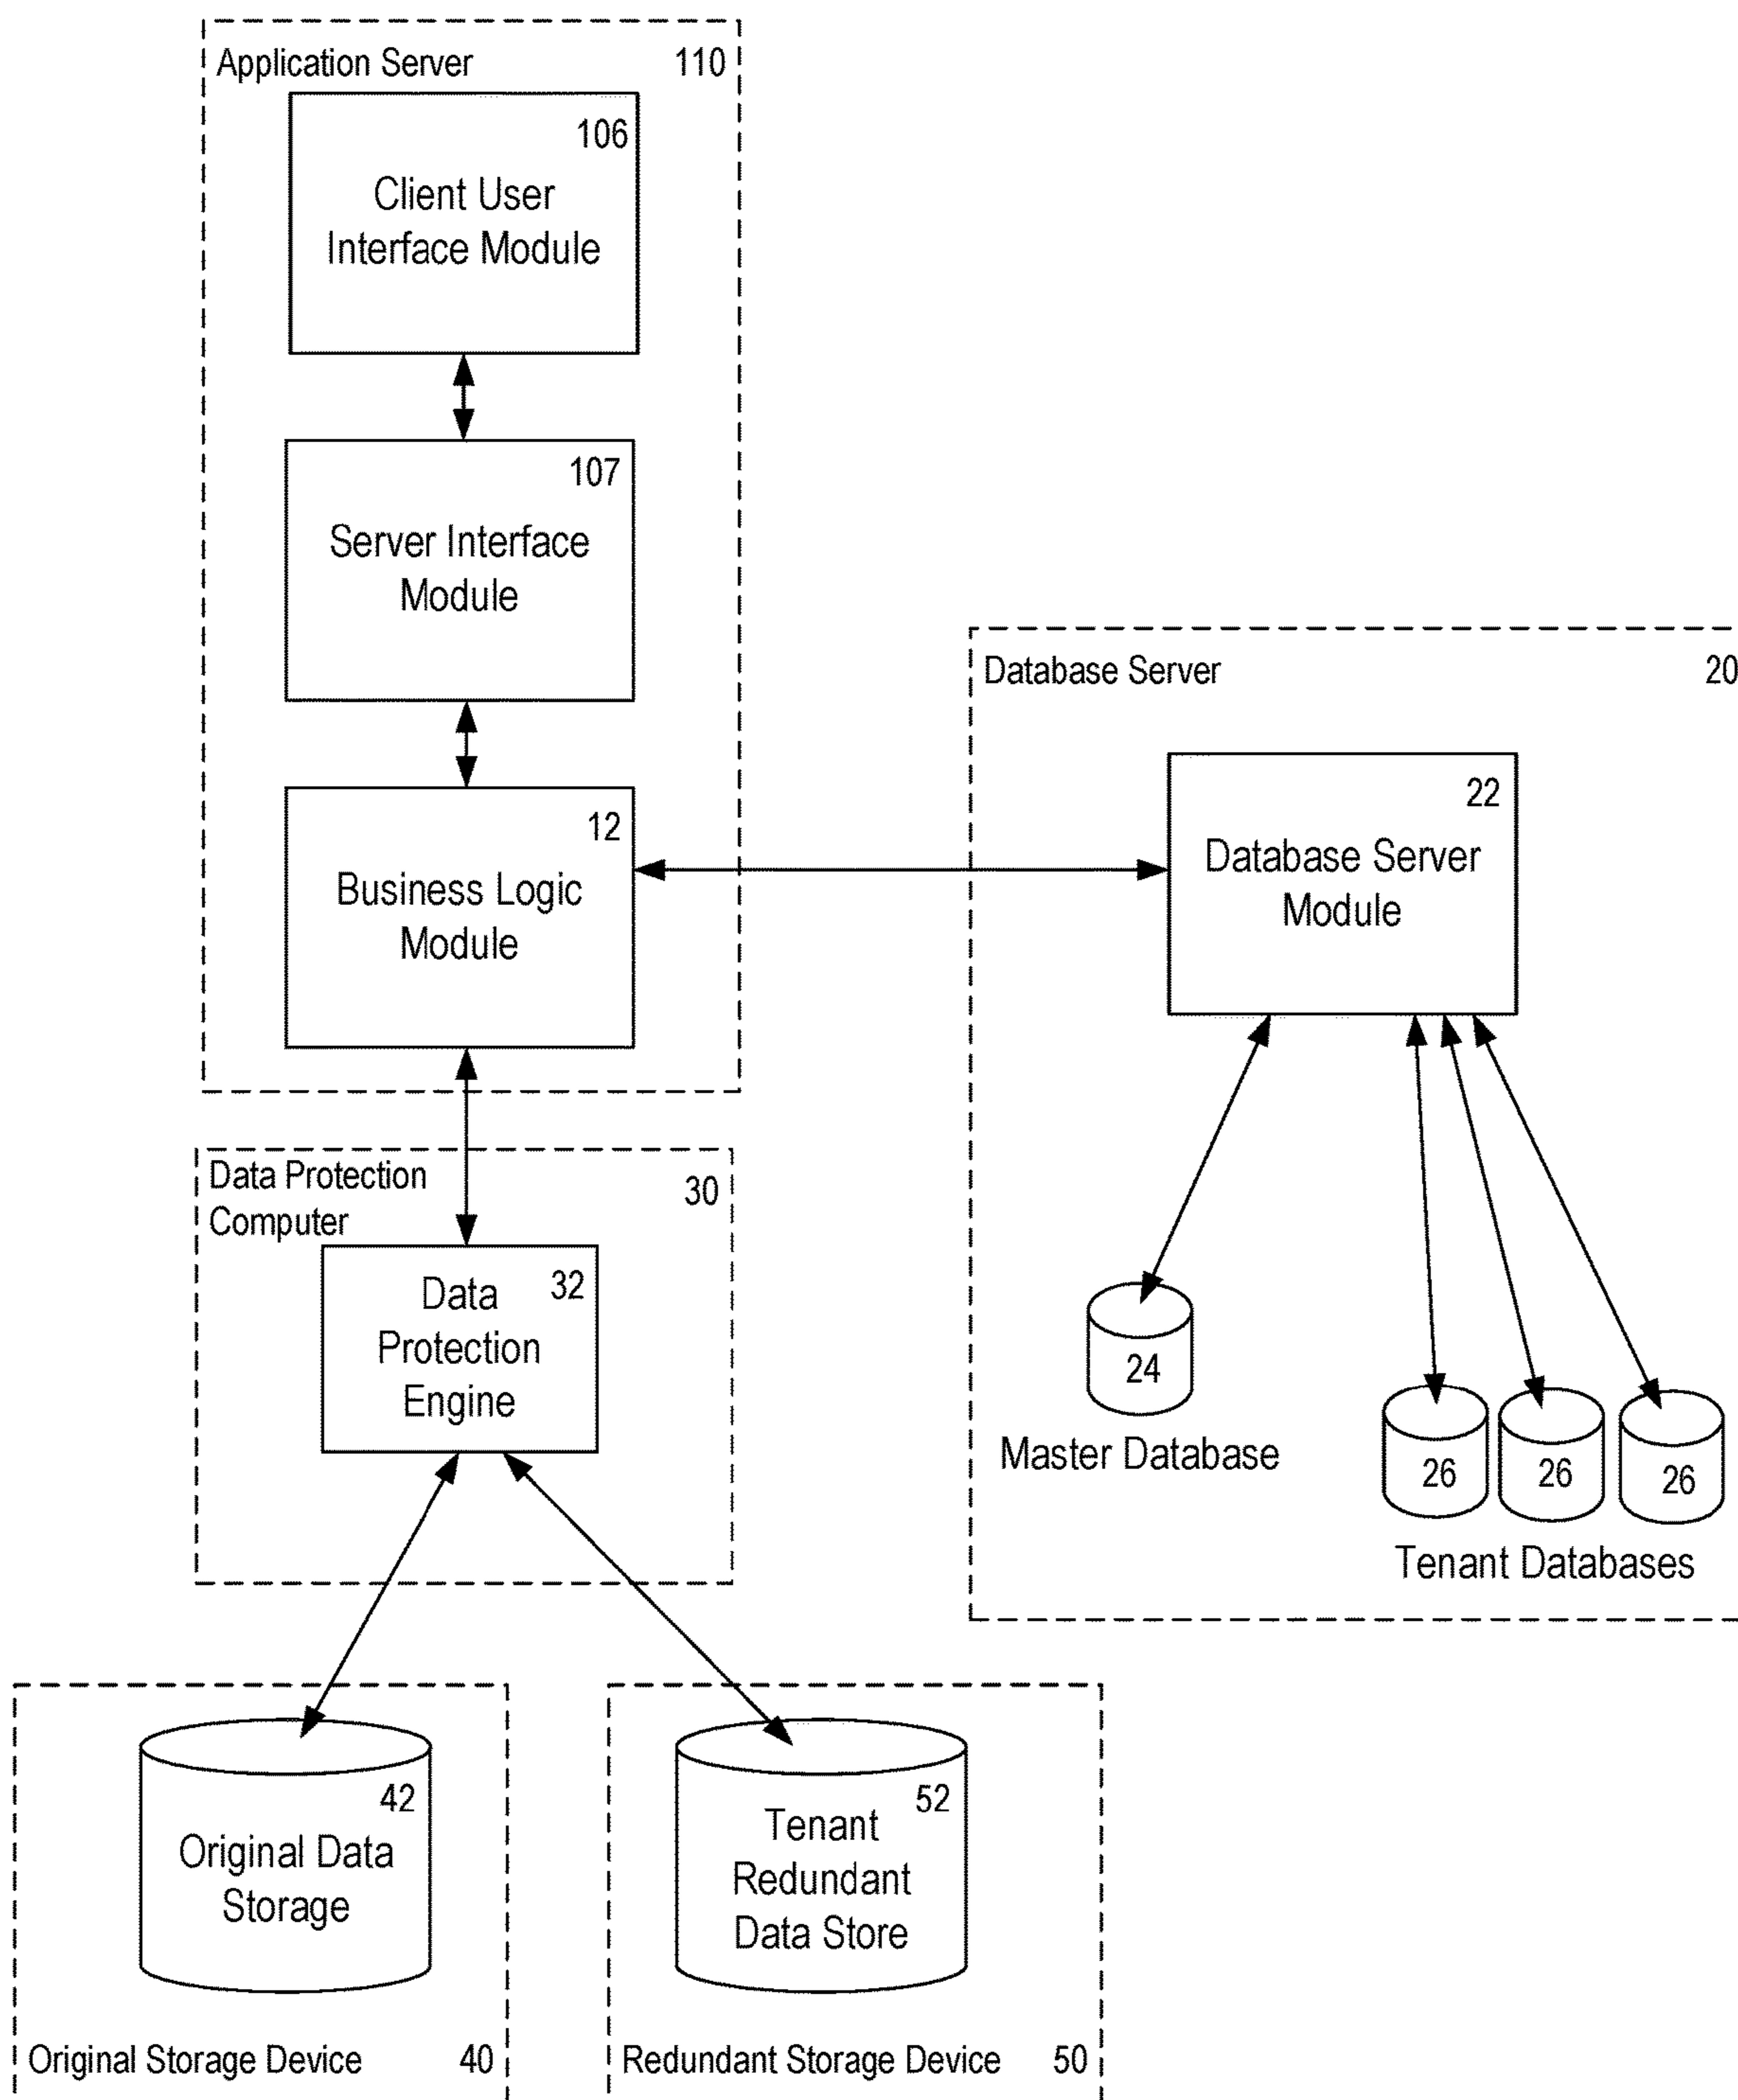 Application Server 110
106
Client User
Interface Module
107
Server Interface
Module
12
Business Logic
Module
Database Server 20
22
Database Server
Module
24
Master Database
26 26 26
Tenant Databases
Data Protection
Computer
30
32
Data
Protection
Engine
42
Original Data
Storage
Original Storage Device 40
52
Tenant
Redundant
Data Store
Redundant Storage Device 50